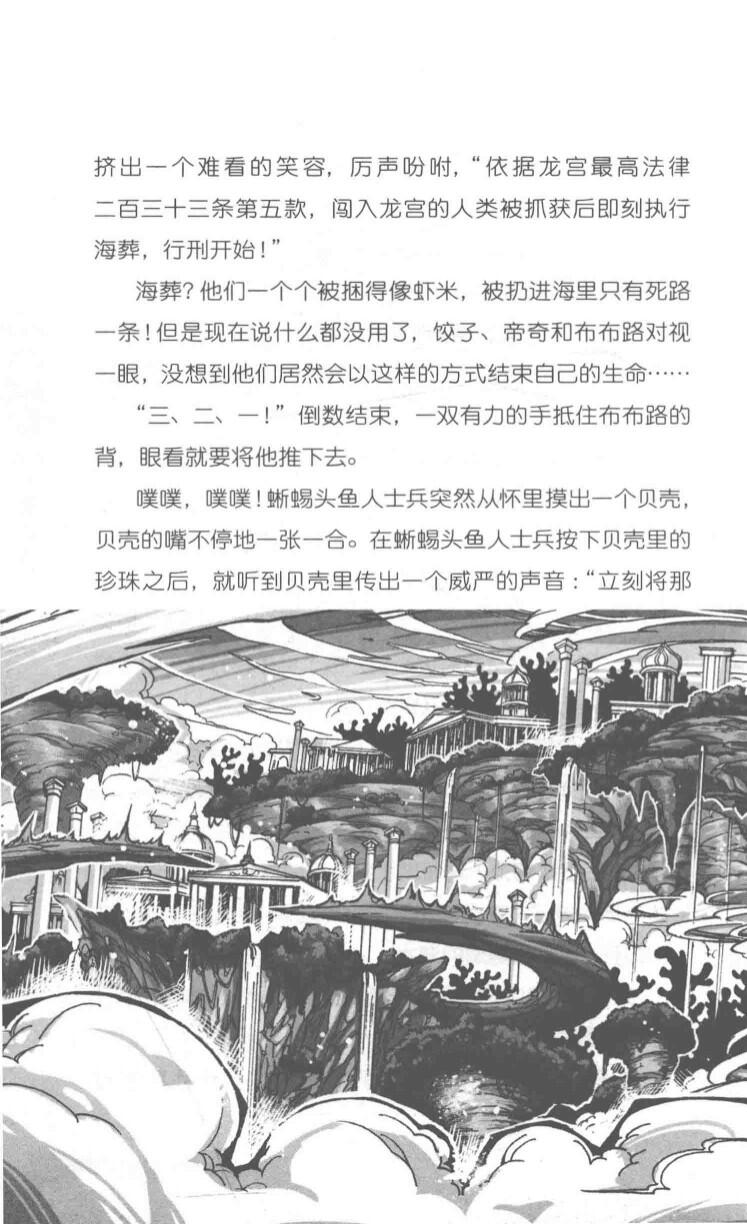 挤出一个难看的笑容，厉声吩咐，“依据龙宫最高法律
二百三十三条第五款，闯入龙宫的人类被抓获后即刻执行
海葬，行刑开始！”
海葬？他们一个个被捆得像虾米，被扔进海里只有死路
一条！但是现在说什么都没用了，饺子、帝奇和布布路对视
一眼，没想到他们居然会以这样的方式结束自己的生命……
“三、二、一！”倒数结束，一双有力的手抵住布布路的
背，眼看就要将他推下去。
噗噗，噗噗！蜥蜴头鱼人士兵突然从怀里摸出一个贝壳，
贝壳的嘴不停地一张一合。在蜥蜴头鱼人士兵按下贝壳里的
珍珠之后，就听到贝壳里传出一个威严的声音：“立刻将那